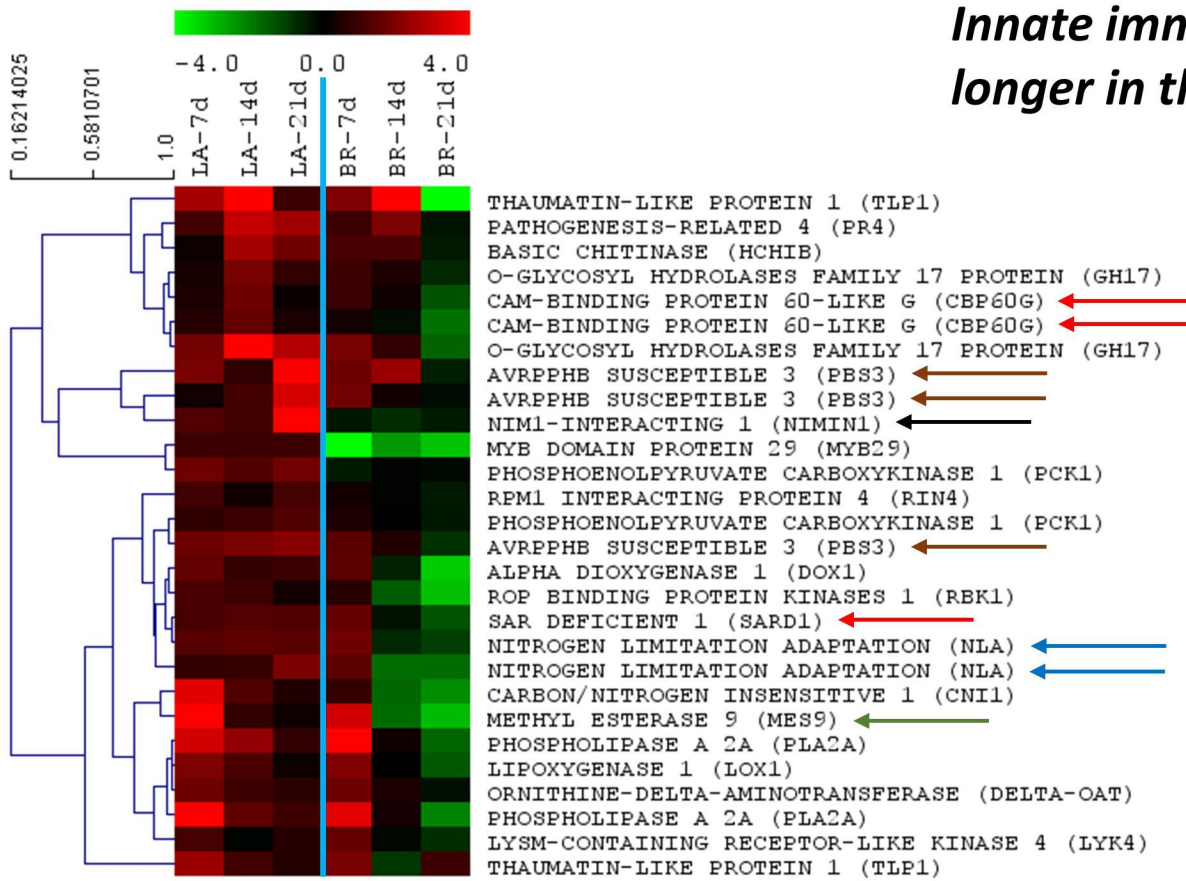 Innate
longer in
-4.0 0.0 4.0
0.16214025
0.5810701
1.0
LA-7d
LA-14d
LA-21d
BR-7d
BR-14d
BR-21d
THAUMATIN-LIKE PROTEIN 1 (TLP1)
PATHOGENESIS-RELATED 4 (PR4)
BASIC CHITINASE (HCHIB)
O-GLYCOSYL HYDROLASES FAMILY 17 PROTEIN (GH17)
CAM-BINDING PROTEIN 60-LIKE G (CBP60G)
CAM-BINDING PROTEIN 60-LIKE G (CBP60G)
O-GLYCOSYL HYDROLASES FAMILY 17 PROTEIN (GH17)
AVRPPHB SUSCEPTIBLE 3 (PBS3)
AVRPPHB SUSCEPTIBLE 3 (PBS3)
NIM1-INTERACTING 1 (NIMIN1)
MYB DOMAIN PROTEIN 29 (MYB29)
PHOSPHOENOLPYRUVATE CARBOXYKINASE 1 (PCK1)
RPM1 INTERACTING PROTEIN 4 (RIN4)
PHOSPHOENOLPYRUVATE CARBOXYKINASE 1 (PCK1)
AVRPPHB SUSCEPTIBLE 3 (PBS3)
ALPHA DIOXYGENASE 1 (DOX1)
ROP BINDING PROTEIN KINASES 1 (RBK1)
SAR DEFICIENT 1 (SARD1)
NITROGEN LIMITATION ADAPTATION (NLA)
NITROGEN LIMITATION ADAPTATION (NLA)
CARBON/NITROGEN INSENSITIVE 1 (CNI1)
METHYL ESTERASE 9 (MES9)
PHOSPHOLIPASE A 2A (PLA2A)
LIPOXYGENASE 1 (LOX1)
ORNITHINE-DELTA-AMINOTRANSFERASE (DELTA-OAT)
PHOSPHOLIPASE A 2A (PLA2A)
LYSM-CONTAINING RECEPTOR-LIKE KINASE 4 (LYK4)
THAUMATIN-LIKE PROTEIN 1 (TLP1)